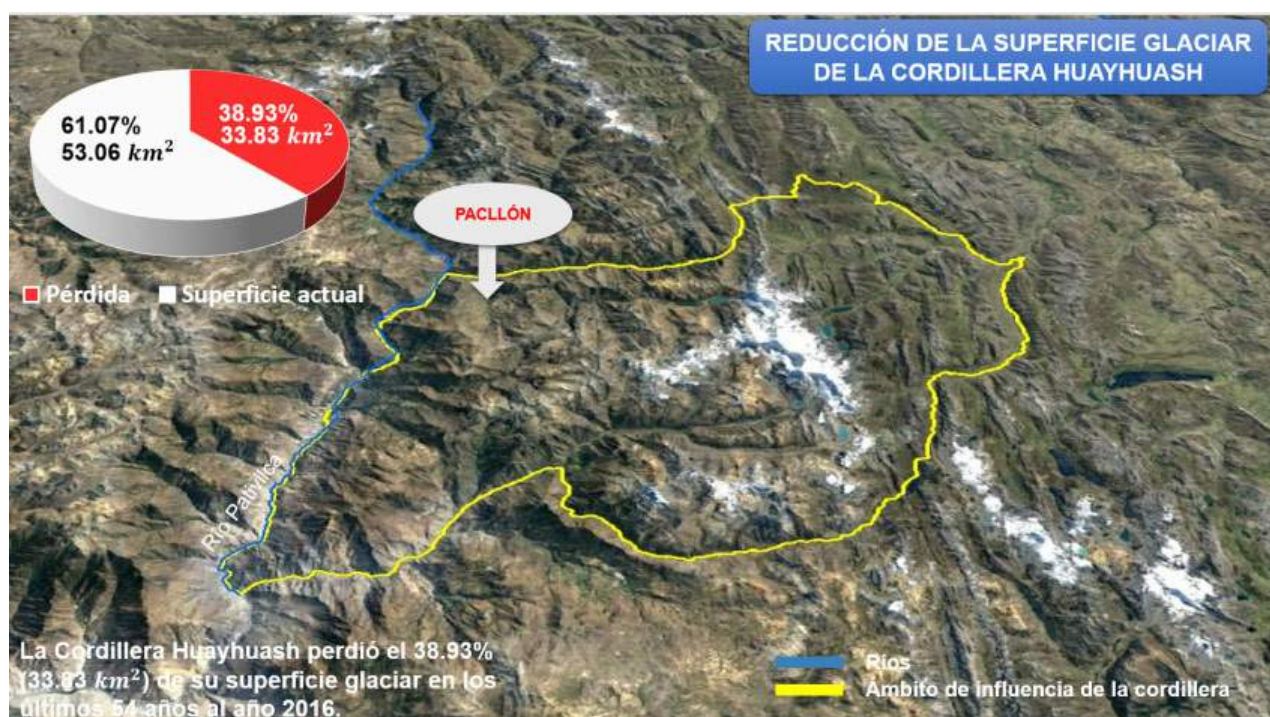 REDUCCIÓN DE LA SUPERFICIE GLACIAR
DE LA CORDILLERA HUAYHUASH
38.93%
33.83 km²
61.07%
53.06 km²
PACLLÓN
Pérdida
Superficie actual
Río Pativilca
La Cordillera Huayhuash perdió el 38.93%
(33.83 km²) de su superficie glaciar en los
últimos 54 años al año 2016.
Ríos
Ámbito de influencia de la cordillera